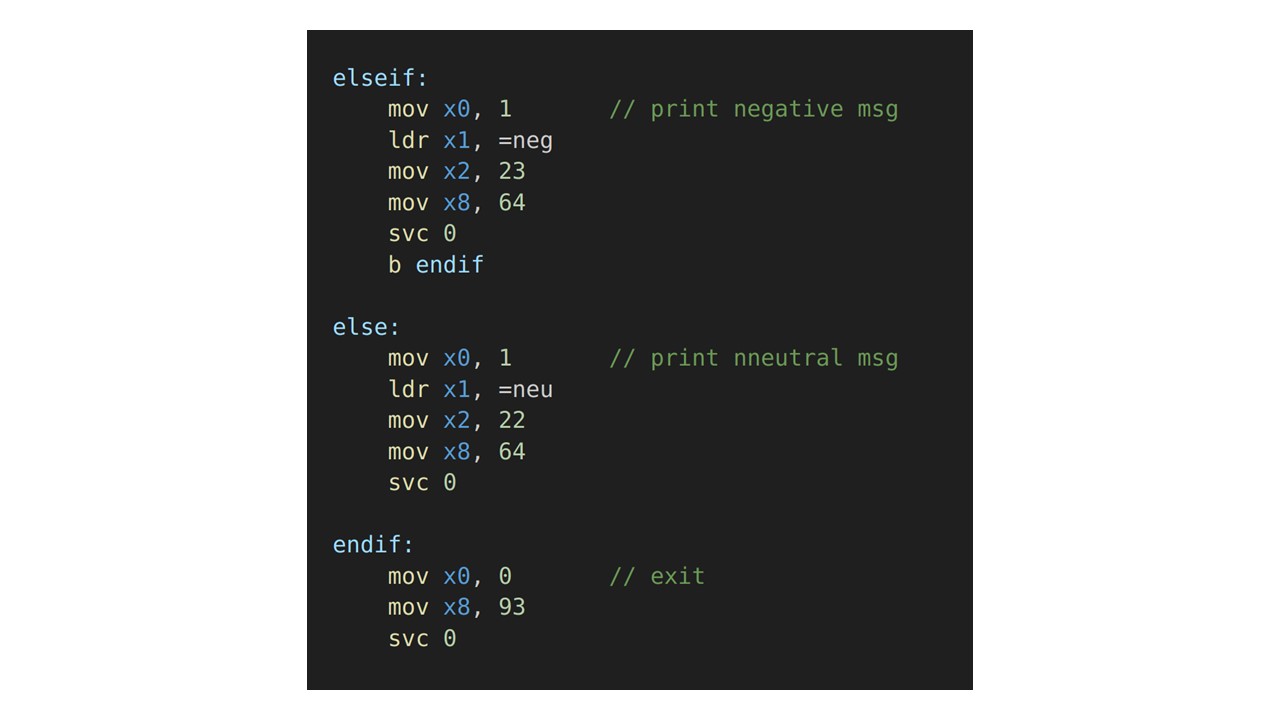 elseif:
    mov x0, 1       // print negative msg
    ldr x1, =neg
    mov x2, 23
    mov x8, 64
    svc 0
    b endif

else:
    mov x0, 1       // print nneutral msg
    ldr x1, =neu
    mov x2, 22
    mov x8, 64
    svc 0

endif:
    mov x0, 0       // exit
    mov x8, 93
    svc 0